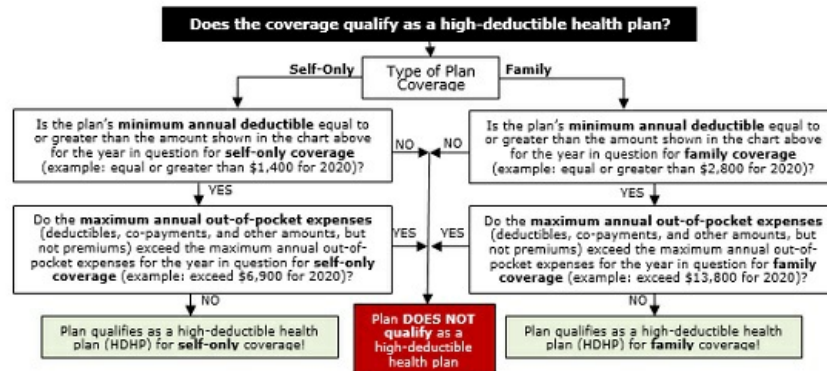 Does the coverage qualify as a high-deductible health plan?
Self-Only
Type of Plan
Coverage
Family
Is the plan's minimum annual deductible equal to
or greater than the amount shown in the chart above
for the year in question for self-only coverage
(example: equal or greater than $1,400 for 2020)?
NO
NO
Is the plan's minimum annual deductible equal to
or greater than the amount shown in the chart above
for the year in question for family coverage
(example: equal or greater than $2,800 for 2020)?
YES
YES
Do the maximum annual out-of-pocket expenses
(deductibles, co-payments, and other amounts, but
not premiums) exceed the maximum annual out-of-
pocket expenses for the year in question for self-only
coverage (example: exceed $6,900 for 2020)?
YES
YES
Do the maximum annual out-of-pocket expenses
(deductibles, co-payments, and other amounts, but
not premiums) exceed the maximum annual out-of-
pocket expenses for the year in question for family
coverage (example: exceed $13,800 for 2020)?
NO
NO
Plan qualifies as a high-deductible health
plan (HDHP) for self-only coverage!
Plan DOES NOT
qualify as a
high-deductible
health plan
Plan qualifies as a high-deductible health
plan (HDHP) for family coverage!